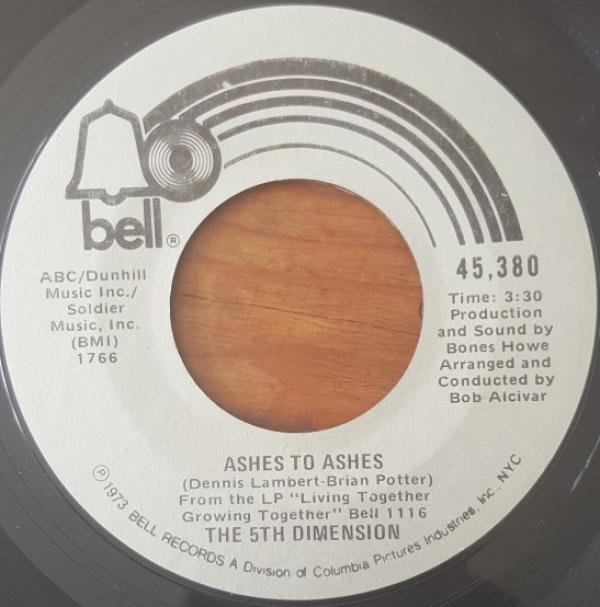 bell®
ABC/Dunhill
Music Inc./
Soldier
Music, Inc.
(BMI)
1766
45,380
Time: 3:30
Production
and Sound by
Bones Howe
Arranged and
Conducted by
Bob Alcivar
ASHES TO ASHES
(Dennis Lambert-Brian Potter)
From the LP "Living Together
Growing Together" Bell 1116
THE 5TH DIMENSION
Ⓟ 1973 BELL RECORDS A Division of Columbia Pictures Industries, Inc. NYC